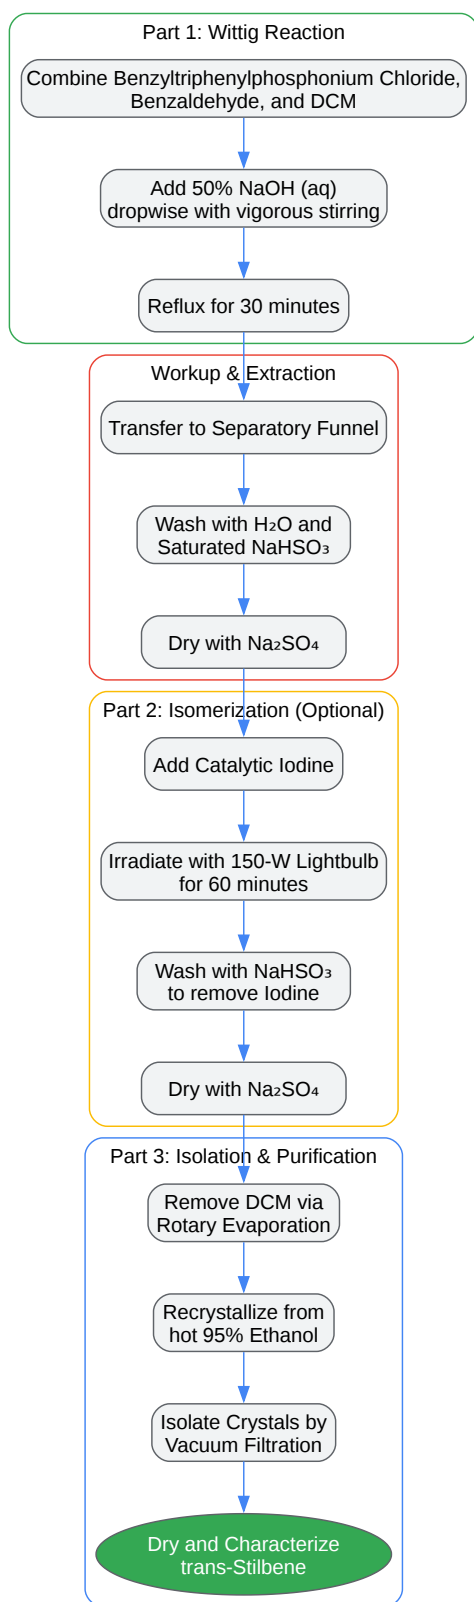 Part 1: Wittig Reaction
Combine Benzyltriphenylphosphonium Chloride,
Benzaldehyde, and DCM
Add 50% NaOH (aq)
dropwise with vigorous stirring
Reflux for 30 minutes
Workup & Extraction
Transfer to Separatory Funnel
Wash with H₂O and
Saturated NaHSO₃
Dry with Na₂SO₄
Part 2: Isomerization (Optional)
Add Catalytic Iodine
Irradiate with 150-W Lightbulb
for 60 minutes
Wash with NaHSO₃
to remove Iodine
Dry with Na₂SO₄
Part 3: Isolation & Purification
Remove DCM via
Rotary Evaporation
Recrystallize from
hot 95% Ethanol
Isolate Crystals by
Vacuum Filtration
Dry and Characterize
trans-Stilbene